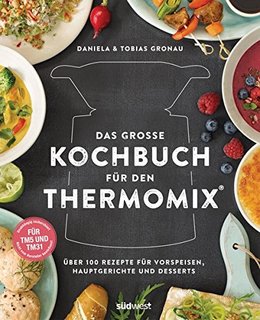 DANIELA & TOBIAS GRONAU
DAS GROSSE
KOCHBUCH
FÜR DEN
THERMOMIX®
FÜR
TM5 UND
TM31
ÜBER 100 REZEPTE FÜR VORSPEISEN,
HAUPTGERICHTE UND DESSERTS
südwest